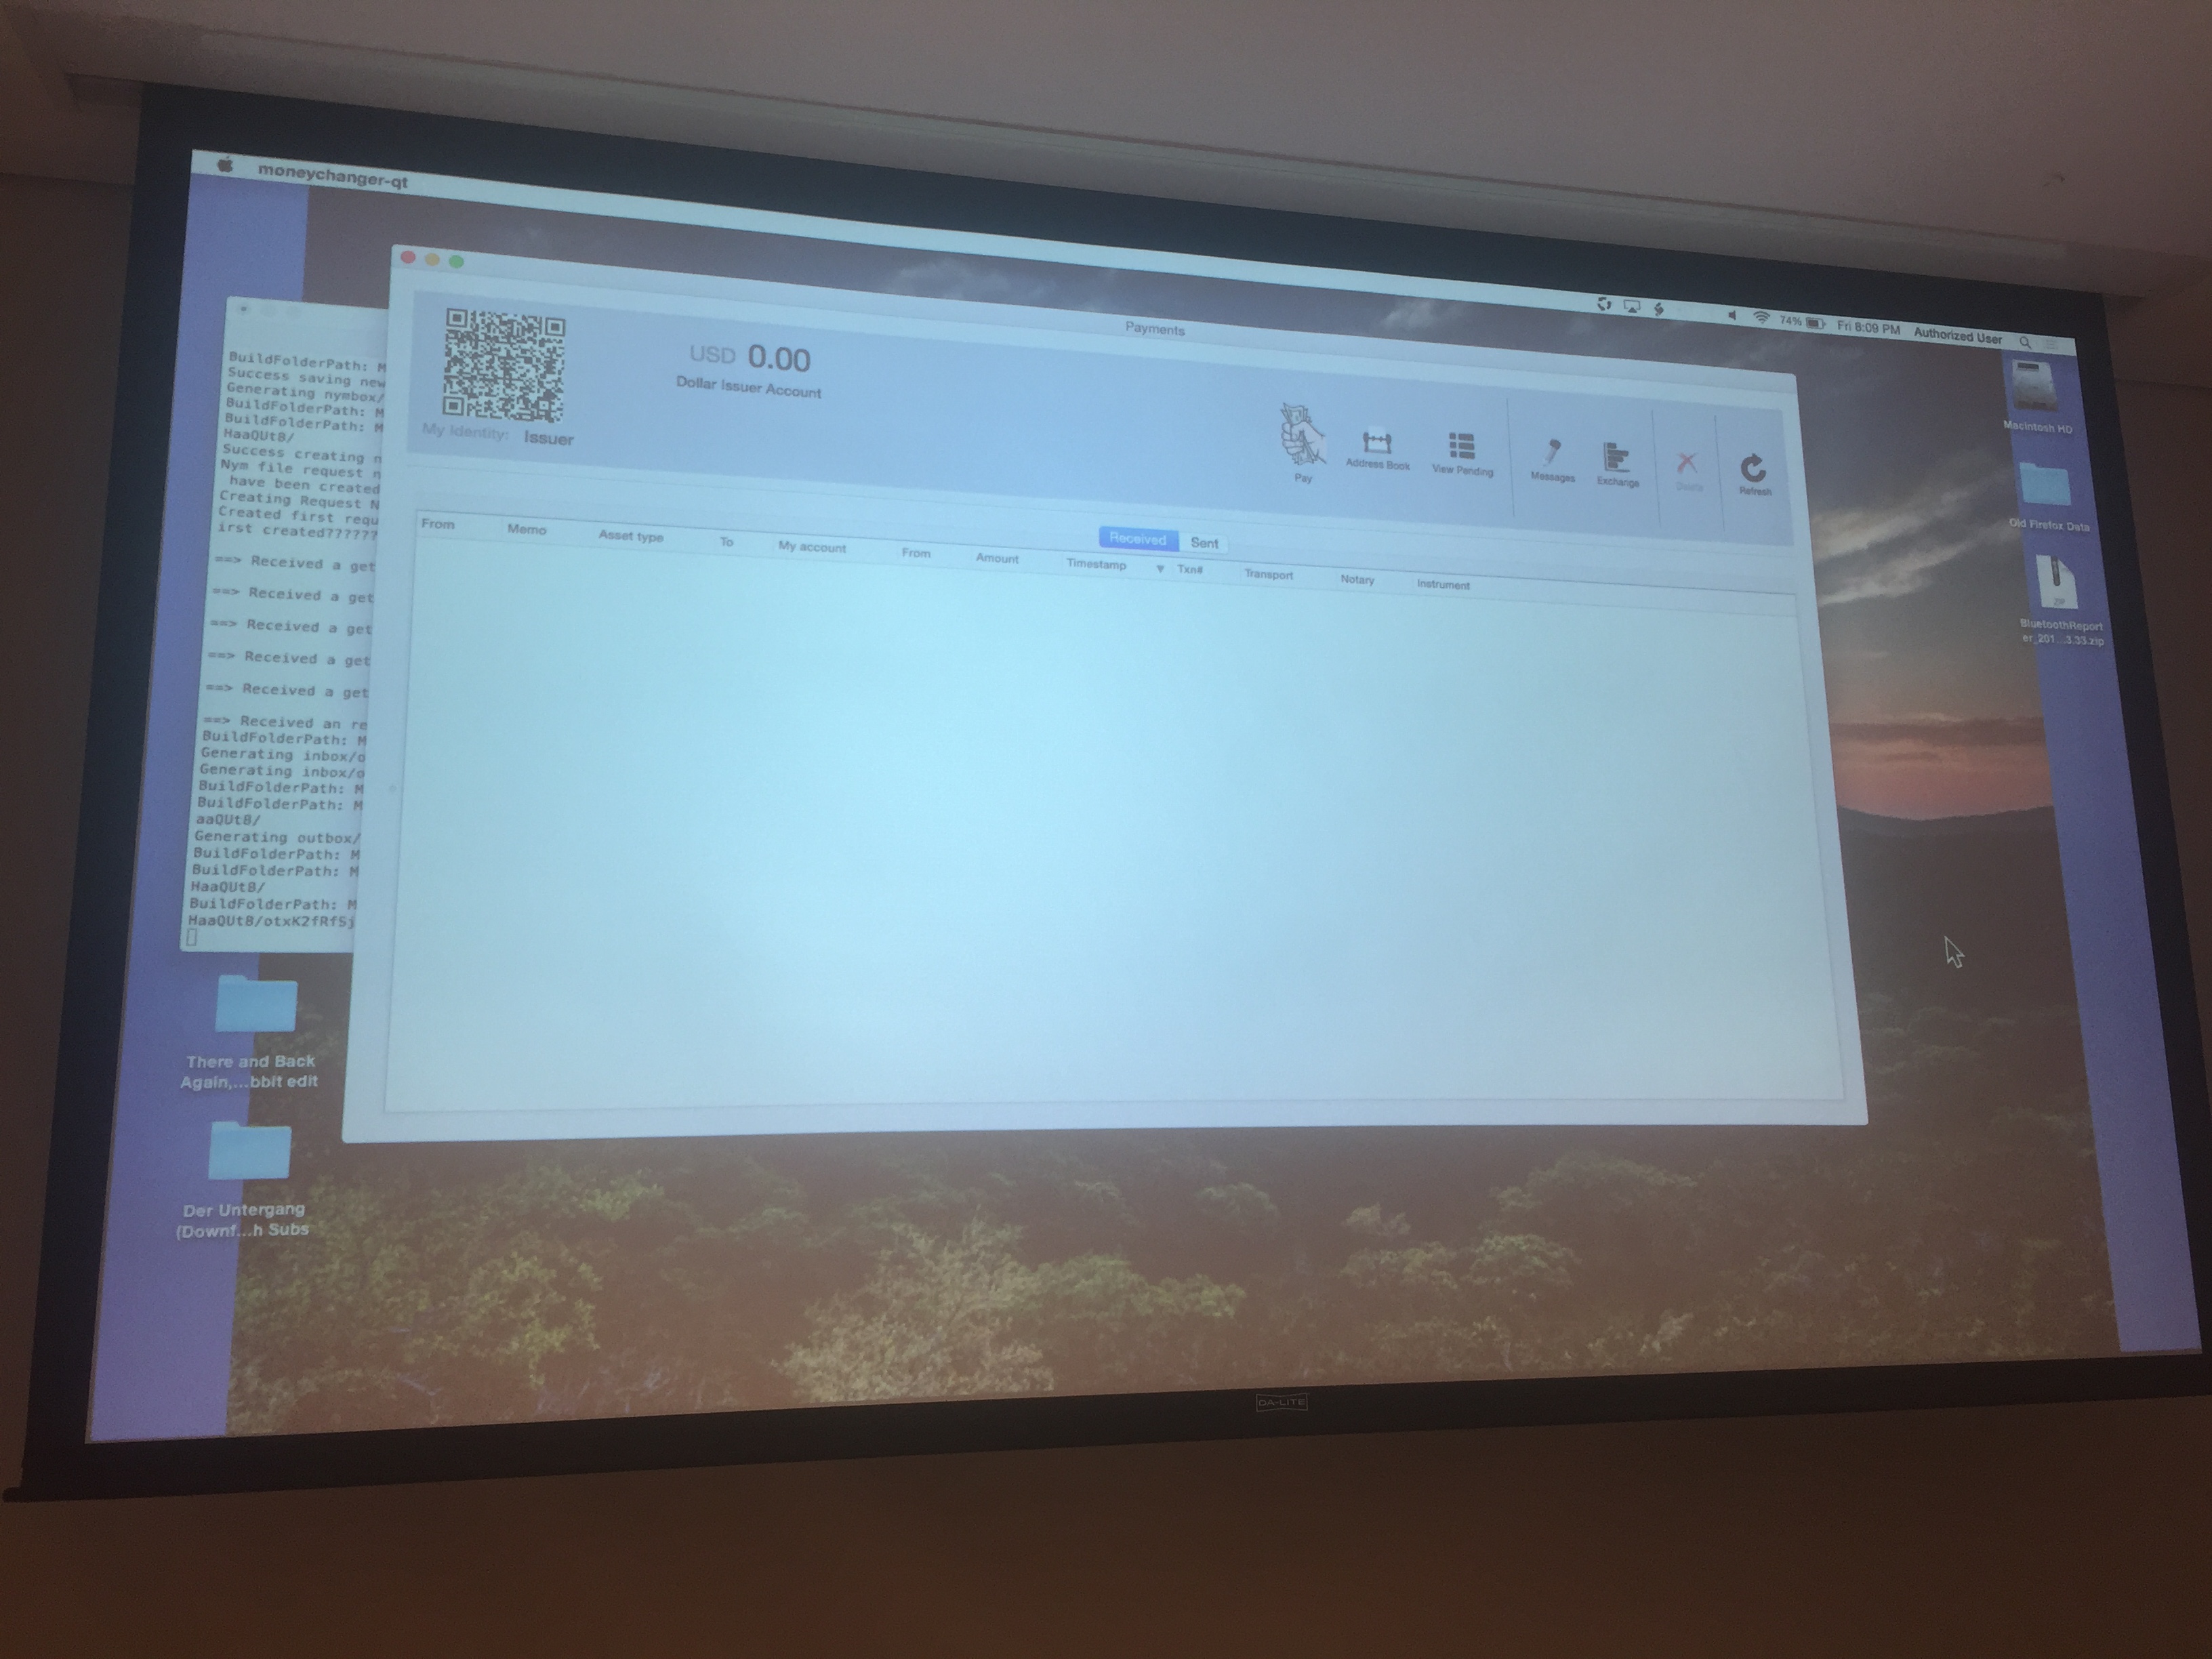 moneychanger-qt
74%
Fri 8:09 PM
Authorized User
Payments
USD 0.00
Dollar Issuer Account
My Identity: Issuer
Pay
Address Book
View Pending
Messages
Exchange
Delete
Refresh
Received
Sent
From
Memo
Asset type
To
My account
From
Amount
Timestamp
Txn#
Transport
Notary
Instrument
BuildFolderPath: M
Success saving new
Generating nymbox/
BuildFolderPath: M
BuildFolderPath: M
HaaQUt8/
Success creating n
Nym file request n
have been created
Creating Request N
Created first requ
irst created??????
==> Received a get
==> Received a get
==> Received a get
==> Received a get
==> Received a get
==> Received an re
BuildFolderPath: M
Generating inbox/o
Generating inbox/o
BuildFolderPath: M
BuildFolderPath: M
aaQUt8/
Generating outbox/
BuildFolderPath: M
BuildFolderPath: M
HaaQUt8/
BuildFolderPath: M
HaaQUt8/otxK2fRfSj
There and Back
Again,...bbit edit
Der Untergang
(Downf...h Subs
Macintosh HD
Old Firefox Data
ZIP
BluetoothReport
er_201...3.33.zip
DA-LITE